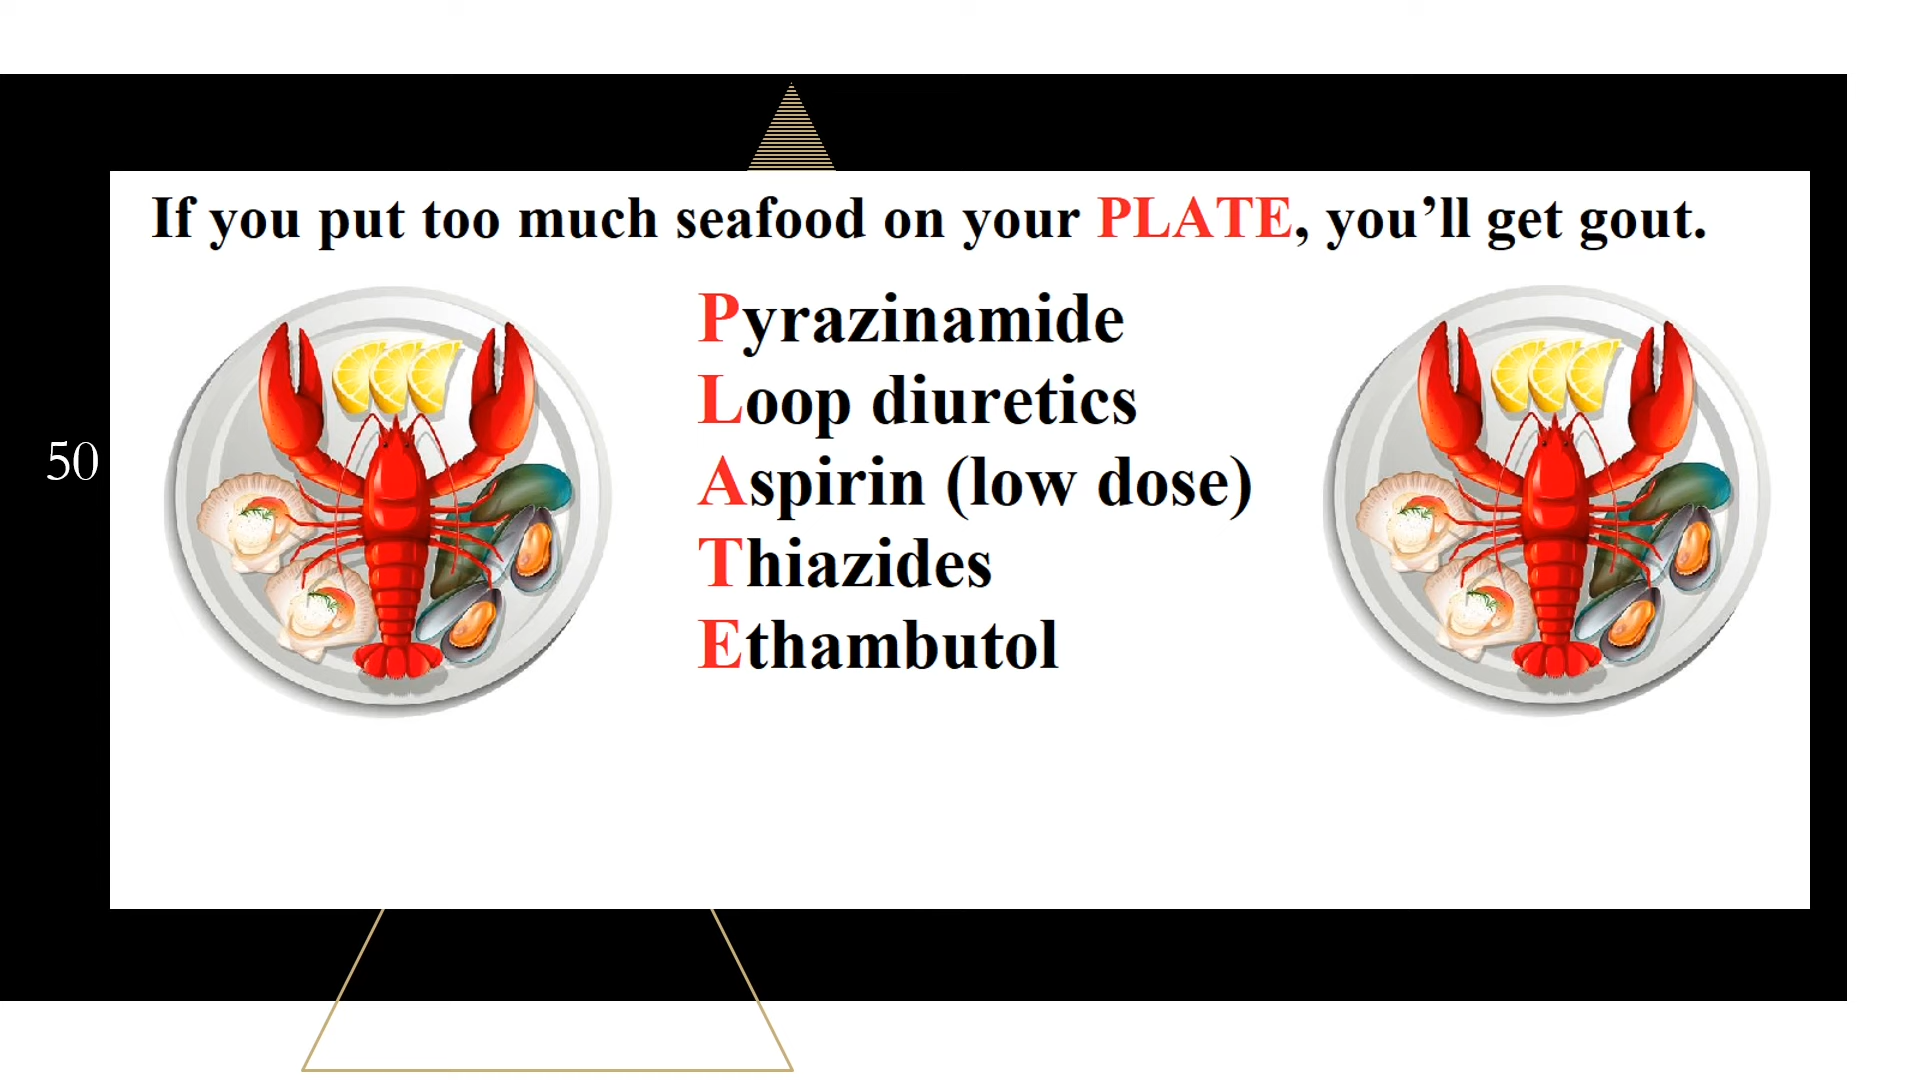 If you put too much seafood on your PLATE, you’ll get gout.
Pyrazinamide
Loop diuretics
Aspirin (low dose)
Thiazides
Ethambutol
50